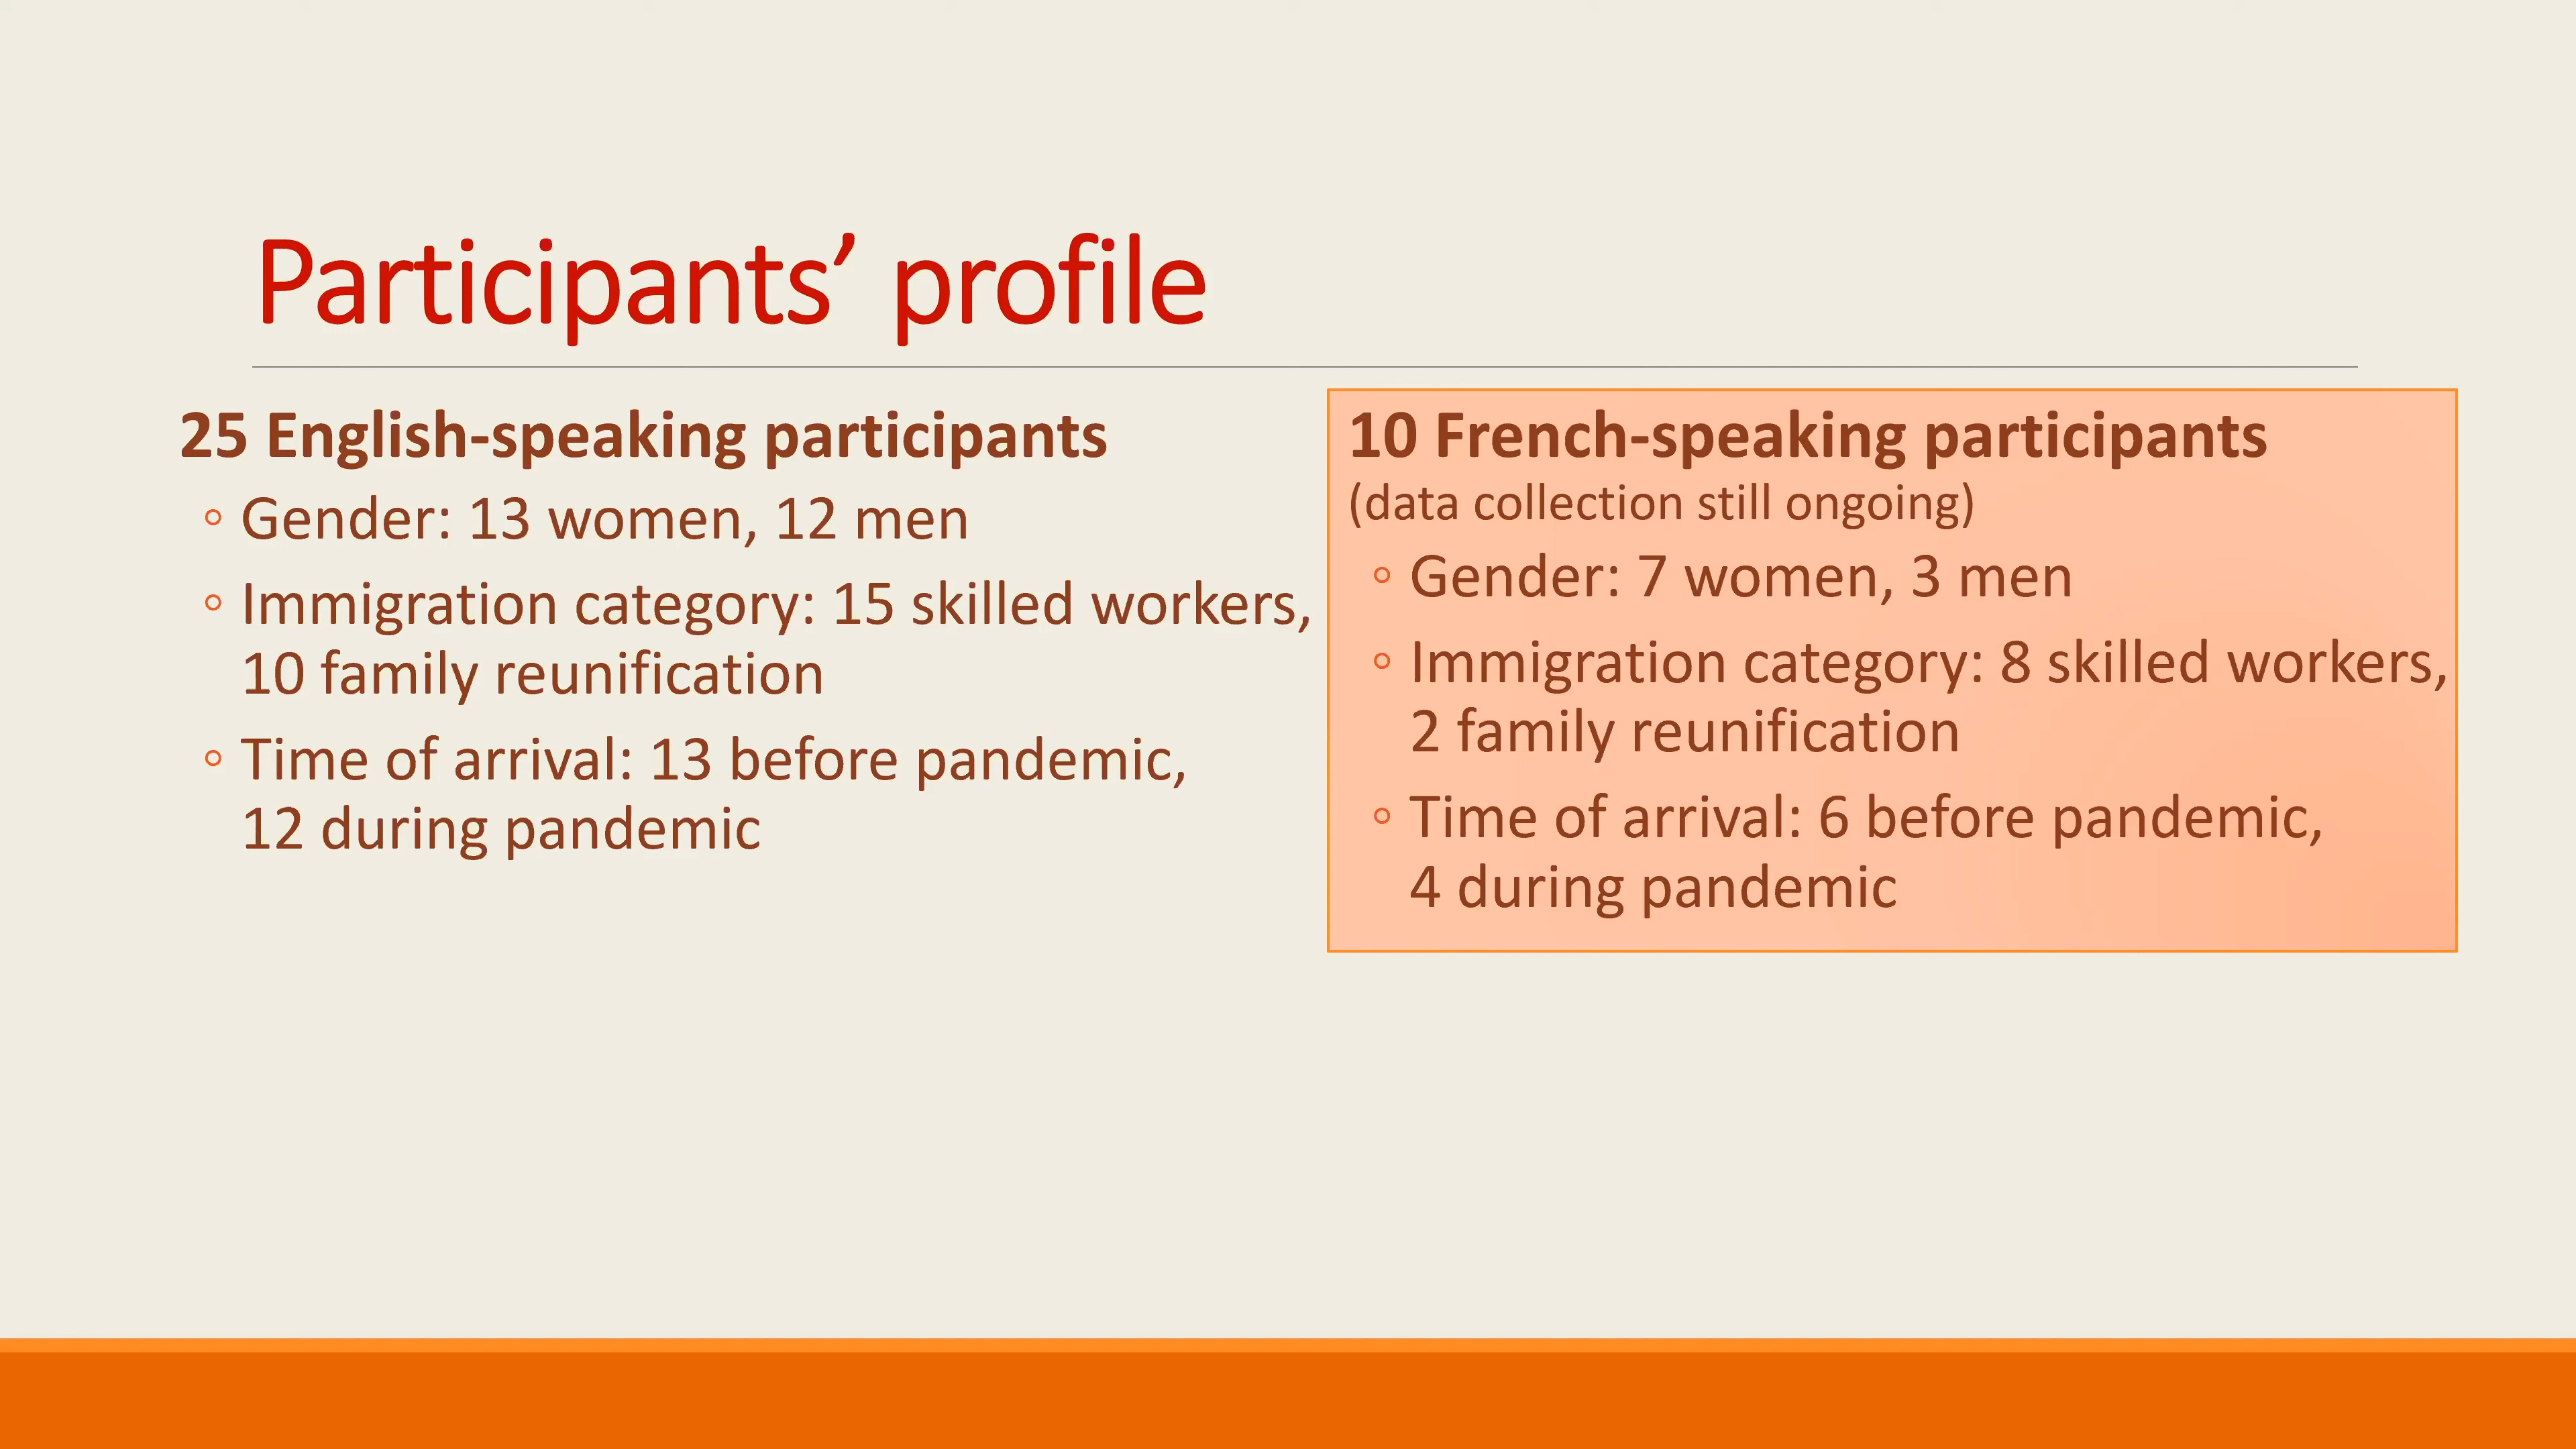 Participants’ profile
25 English-speaking participants
◦ Gender: 13 women, 12 men
◦ Immigration category: 15 skilled workers,
10 family reunification
◦ Time of arrival: 13 before pandemic,
12 during pandemic
10 French-speaking participants
(data collection still ongoing)
◦ Gender: 7 women, 3 men
◦ Immigration category: 8 skilled workers,
2 family reunification
◦ Time of arrival: 6 before pandemic,
4 during pandemic